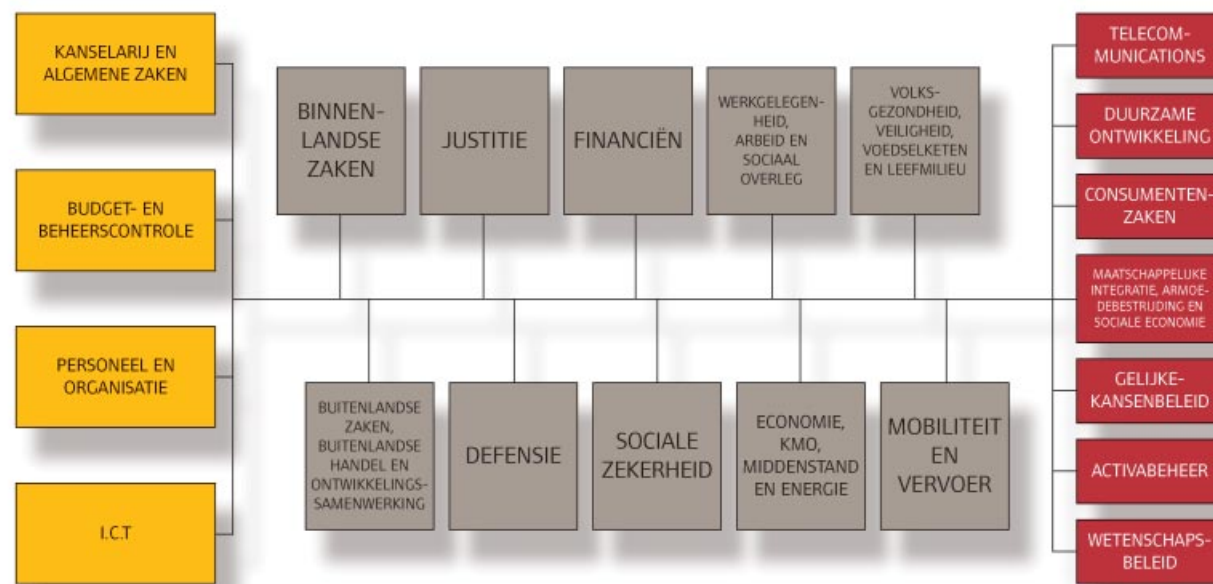 KANSELARIJ EN
ALGEMENE ZAKEN
BUDGET- EN
BEHEERSCONTROLE
PERSONEEL EN
ORGANISATIE
I.C.T
BINNEN-
LANDSE
ZAKEN
JUSTITIE
FINANCIËN
WERKGELEGEN-
HEID,
ARBEID EN
SOCIAAL
OVERLEG
VOLKS-
GEZONDHEID,
VEILIGHEID,
VOEDSELKETEN
EN LEEFMILIEU
BUITENLANDSE
ZAKEN,
BUITENLANDSE
HANDEL EN
ONTWIKKELINGS-
SAMENWERKING
DEFENSIE
SOCIALE
ZEKERHEID
ECONOMIE,
KMO,
MIDDENSTAND
EN ENERGIE
MOBILITEIT
EN
VERVOER
TELECOM-
MUNICATIONS
DUURZAME
ONTWIKKELING
CONSUMENTEN-
ZAKEN
MAATSCHAPPELIJKE
INTEGRATIE, ARMOE-
DEBESTRIJDING EN
SOCIALE ECONOMIE
GELIJKE-
KANSENBELEID
ACTIVABEHEER
WETENSCHAPS-
BELEID